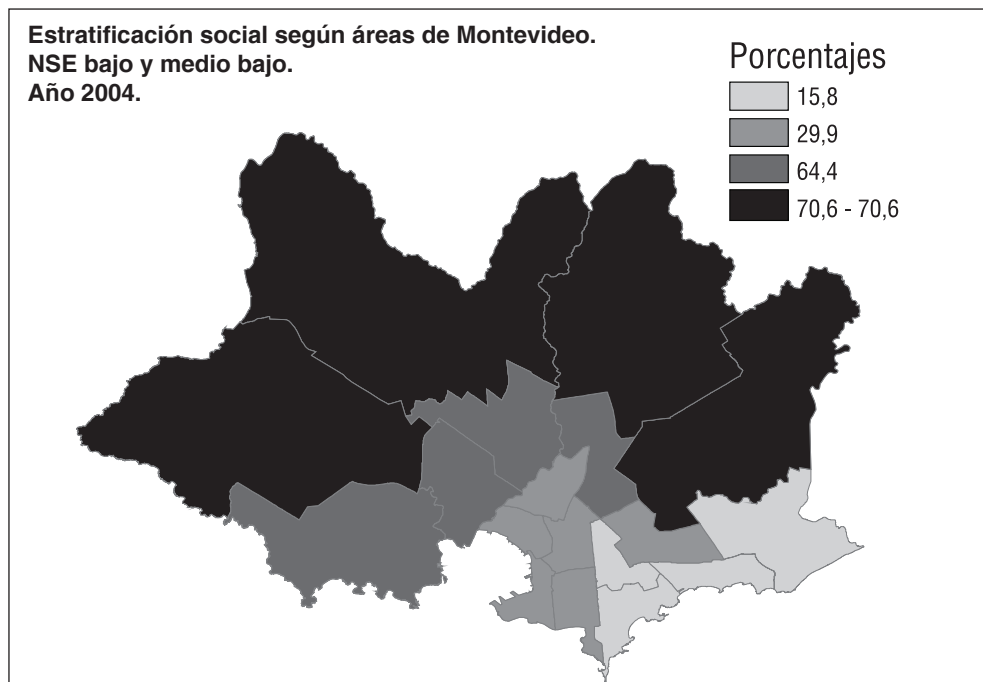 Estratificación social según áreas de Montevideo.
NSE bajo y medio bajo.
Año 2004.
Porcentajes
15,8
29,9
64,4
70,6 - 70,6